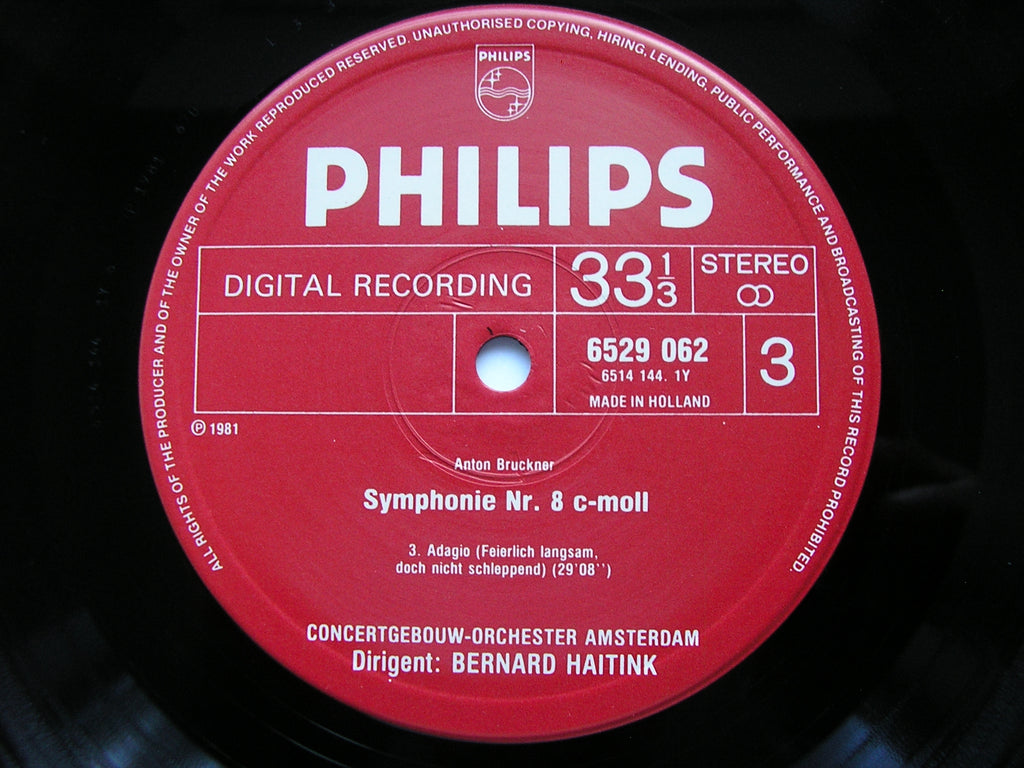 ALL RIGHTS OF THE PRODUCER AND OF THE OWNER OF THE WORK REPRODUCED RESERVED. UNAUTHORISED COPYING, HIRING, LENDING, PUBLIC PERFORMANCE AND BROADCASTING OF THIS RECORD PROHIBITED.
PHILIPS
PHILIPS
DIGITAL RECORDING
33 1/3
STEREO
6529 062
6514 144. 1Y
MADE IN HOLLAND
3
℗ 1981
Anton Bruckner
Symphonie Nr. 8 c-moll
3. Adagio (Feierlich langsam,
doch nicht schleppend) (29'08'')
CONCERTGEBOUW-ORCHESTER AMSTERDAM
Dirigent: BERNARD HAITINK